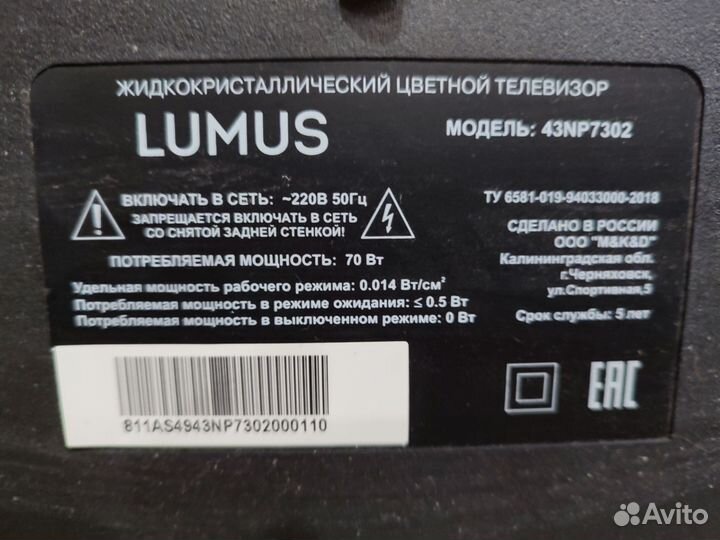 ЖИДКОКРИСТАЛЛИЧЕСКИЙ ЦВЕТНОЙ ТЕЛЕВИЗОР
LUMUS
МОДЕЛЬ: 43NP7302
ВКЛЮЧАТЬ В СЕТЬ: ~220В 50Гц
ЗАПРЕЩАЕТСЯ ВКЛЮЧАТЬ В СЕТЬ
СО СНЯТОЙ ЗАДНЕЙ СТЕНКОЙ!
ПОТРЕБЛЯЕМАЯ МОЩНОСТЬ: 70 Вт
Удельная мощность рабочего режима: 0.014 Вт/см²
Потребляемая мощность в режиме ожидания: ≤ 0.5 Вт
Потребляемая мощность в выключенном режиме: 0 Вт
ТУ 6581-019-94033000-2018
СДЕЛАНО В РОССИИ
ООО "M&K&D"
Калининградская обл.
г.Черняховск,
ул.Спортивная,5
Срок службы: 5 лет
811AS4943NP7302000110
EAC
Avito